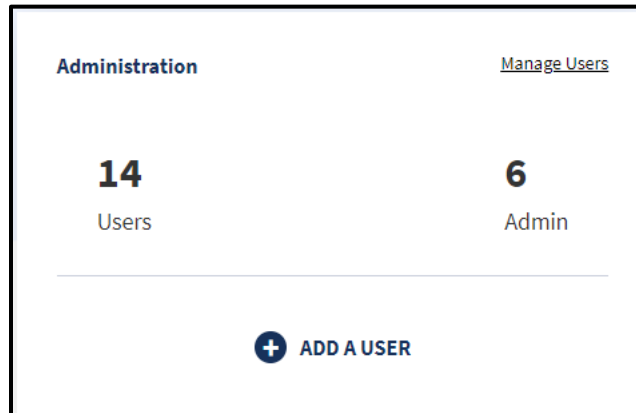 Administration
Manage Users
14
6
Users
Admin
ADD A USER